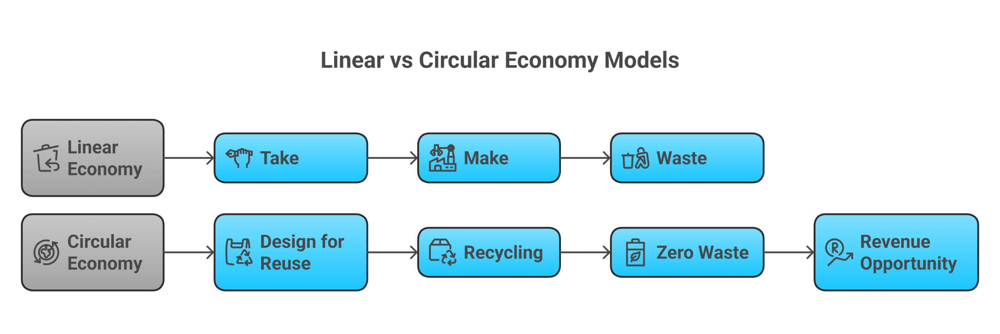 Linear vs Circular Economy Models
Linear
Economy
Take
Make
Waste
Circular
Economy
Design for
Reuse
Recycling
Zero Waste
R
Revenue
Opportunity